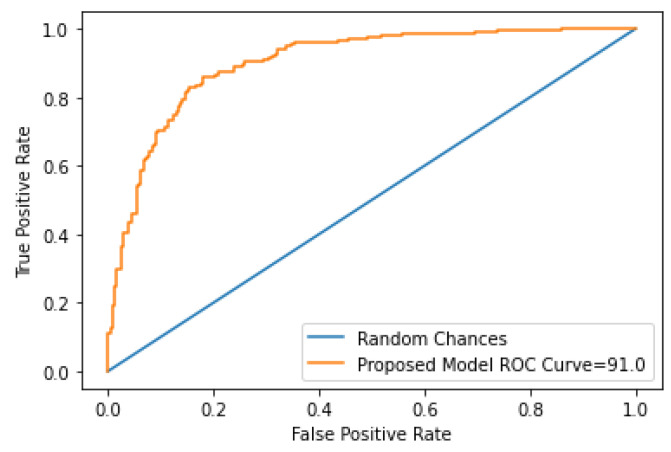 1.0
0.8
0.6
0.4
0.2
0.0
True Positive Rate
Random Chances
Proposed Model ROC Curve=91.0
0.0 0.2 0.4 0.6 0.8 1.0
False Positive Rate